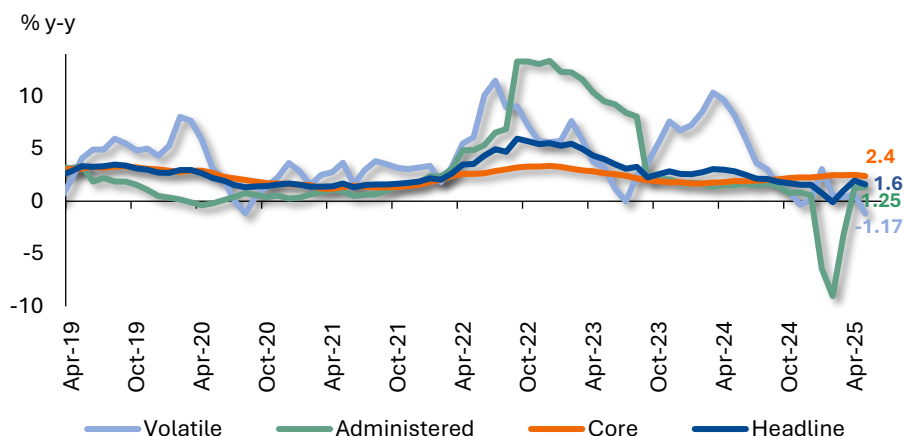 % y-y
10
5
0
-5
-10
2.4
1.6
1.25
-1.17
Apr-19
Oct-19
Apr-20
Oct-20
Apr-21
Oct-21
Apr-22
Oct-22
Apr-23
Oct-23
Apr-24
Oct-24
Apr-25
Volatile Administered Core Headline